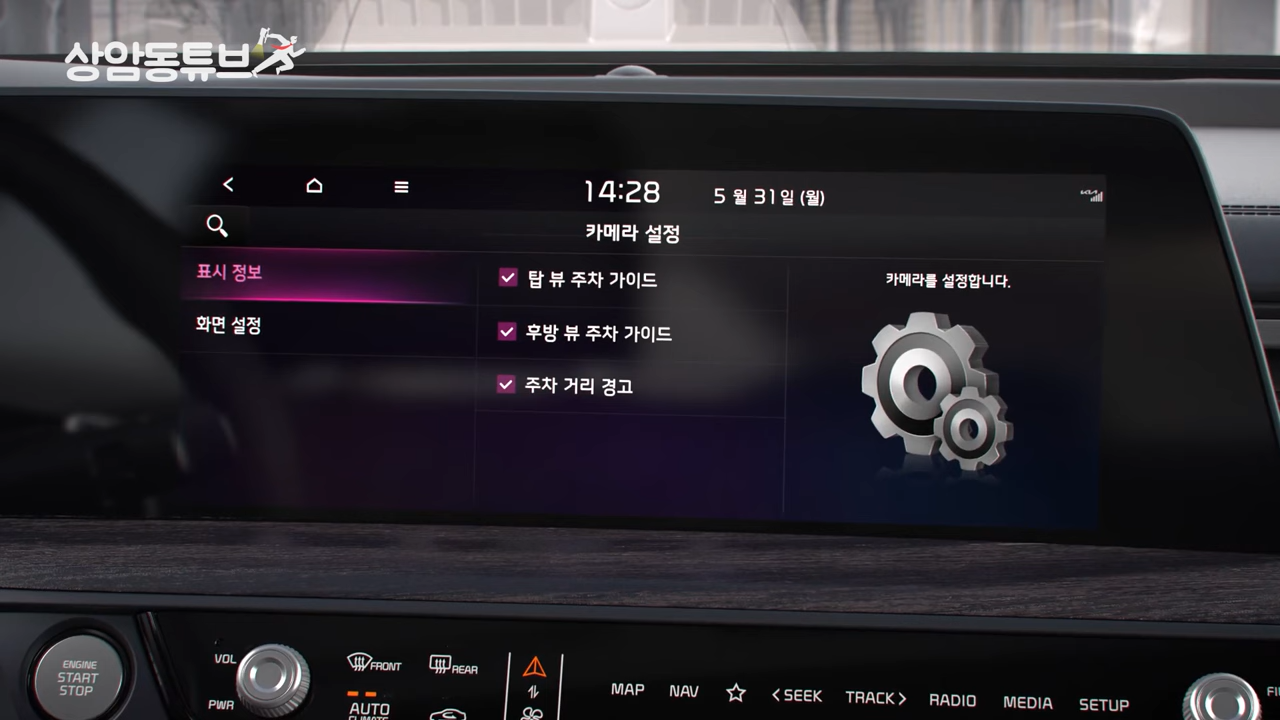 상암동튜브
14:28
5 월 31일 (월)
카메라 설정
표시 정보
화면 설정
탑 뷰 주차 가이드
후방 뷰 주차 가이드
주차 거리 경고
카메라를 설정합니다.
ENGINE
START
STOP
VOL
PWR
FRONT
REAR
AUTO
CLIMATE
MAP
NAV
SEEK
TRACK
RADIO
MEDIA
SETUP